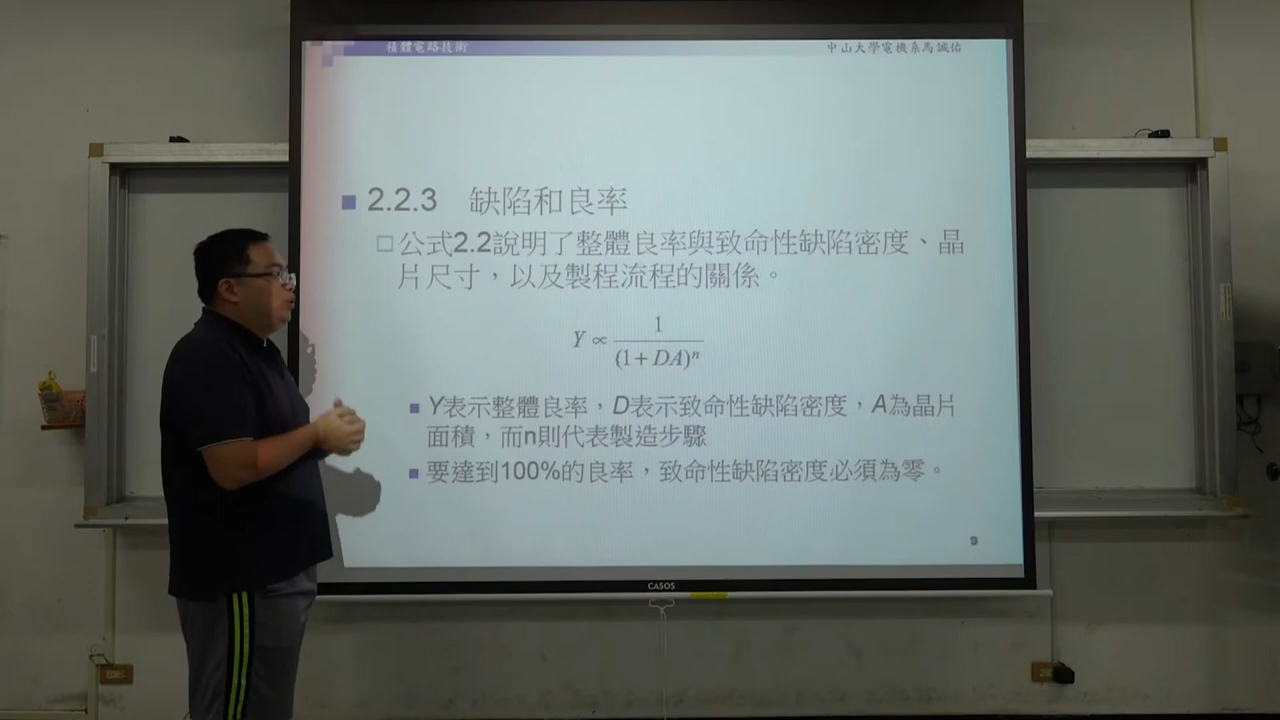 積體電路技術
中山大學電機系馬誠佑
2.2.3 缺陷和良率
公式2.2說明了整體良率與致命性缺陷密度、晶
片尺寸，以及製程流程的關係。
Y ∝ 1/(1+DA)ⁿ
Y表示整體良率，D表示致命性缺陷密度，A為晶片
面積，而n則代表製造步驟
要達到100%的良率，致命性缺陷密度必須為零。
9
CASOS